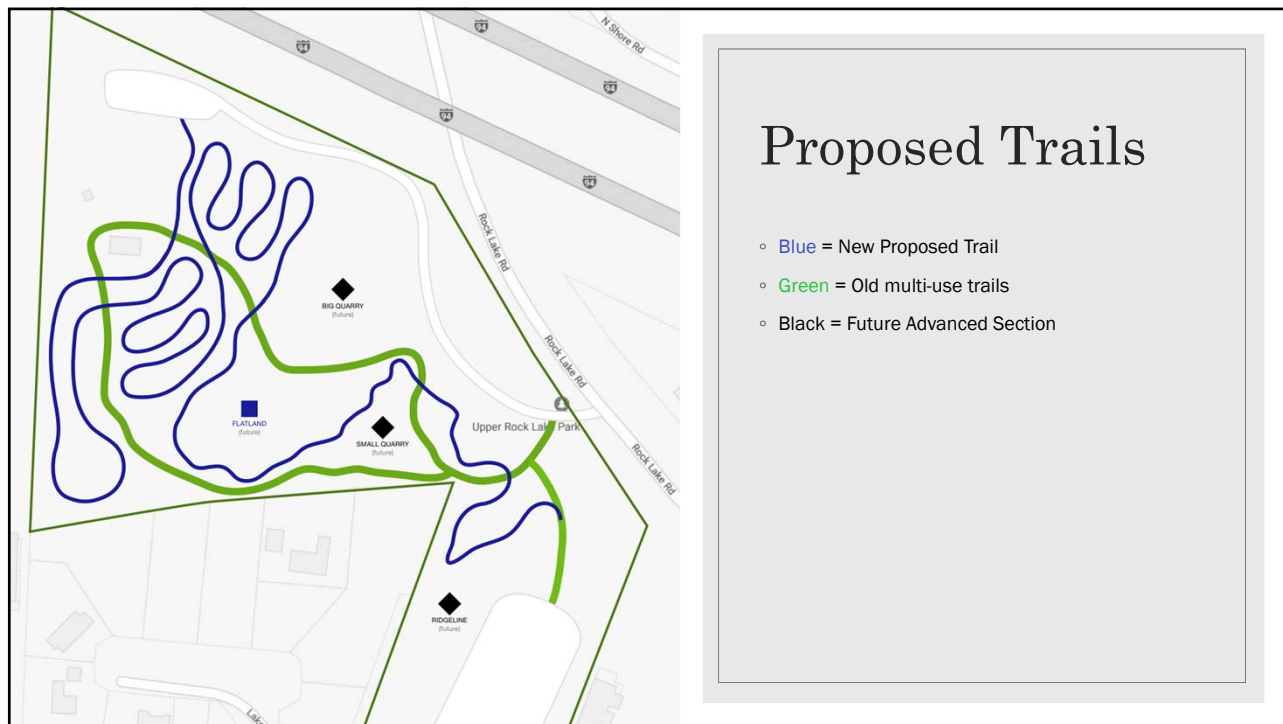 N Shore Rd
94
94
94
94
94
Rock Lake Rd
BIG QUARRY
(future)
Rock Lake Rd
FLATLAND
(future)
SMALL QUARRY
(future)
Upper Rock Lake Park
Rock Lake Rd
RIDGELINE
(future)
Lake
Proposed Trails
Blue = New Proposed Trail
Green = Old multi-use trails
Black = Future Advanced Section